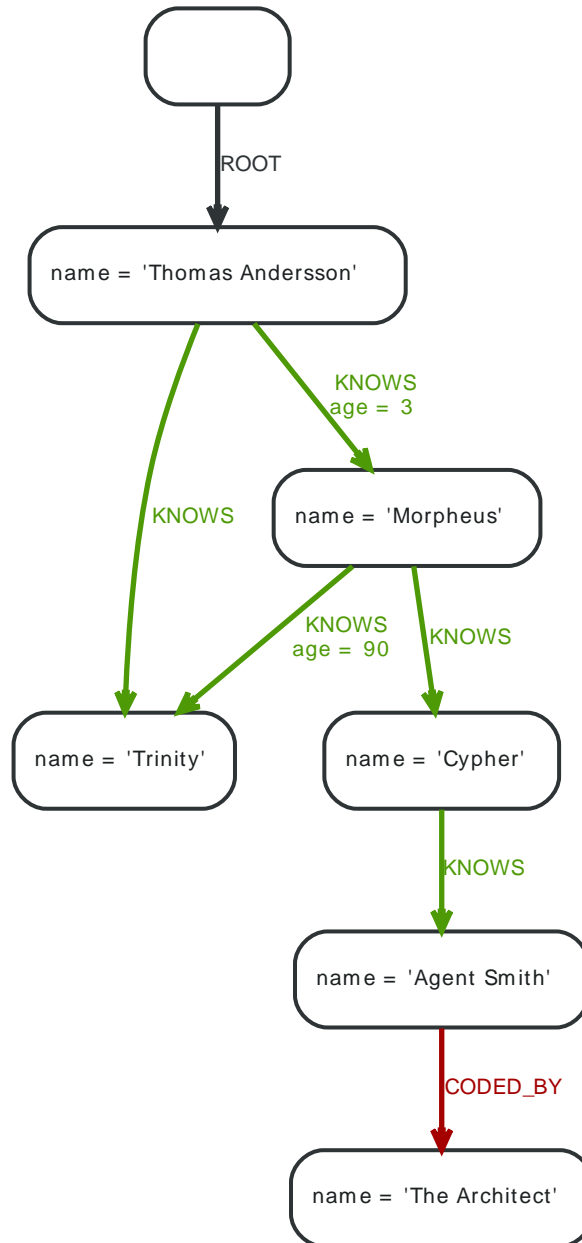 ROOT
name = 'Thomas Andersson'
KNOWS
age = 3
KNOWS
name = 'Morpheus'
KNOWS
age = 90
KNOWS
name = 'Trinity'
name = 'Cypher'
KNOWS
name = 'Agent Smith'
CODED_BY
name = 'The Architect'